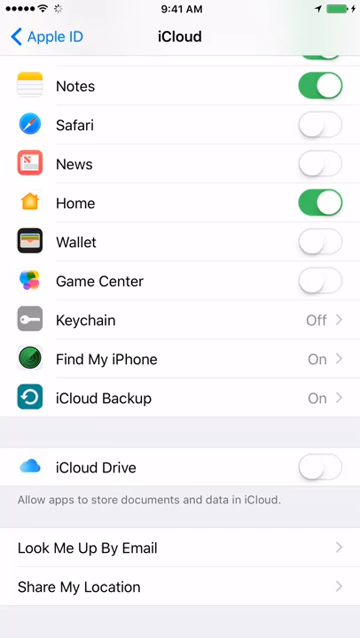 9:41 AM
Apple ID
iCloud
Notes
Safari
News
Home
Wallet
Game Center
Keychain Off
Find My iPhone On
iCloud Backup On
iCloud Drive
Allow apps to store documents and data in iCloud.
Look Me Up By Email
Share My Location